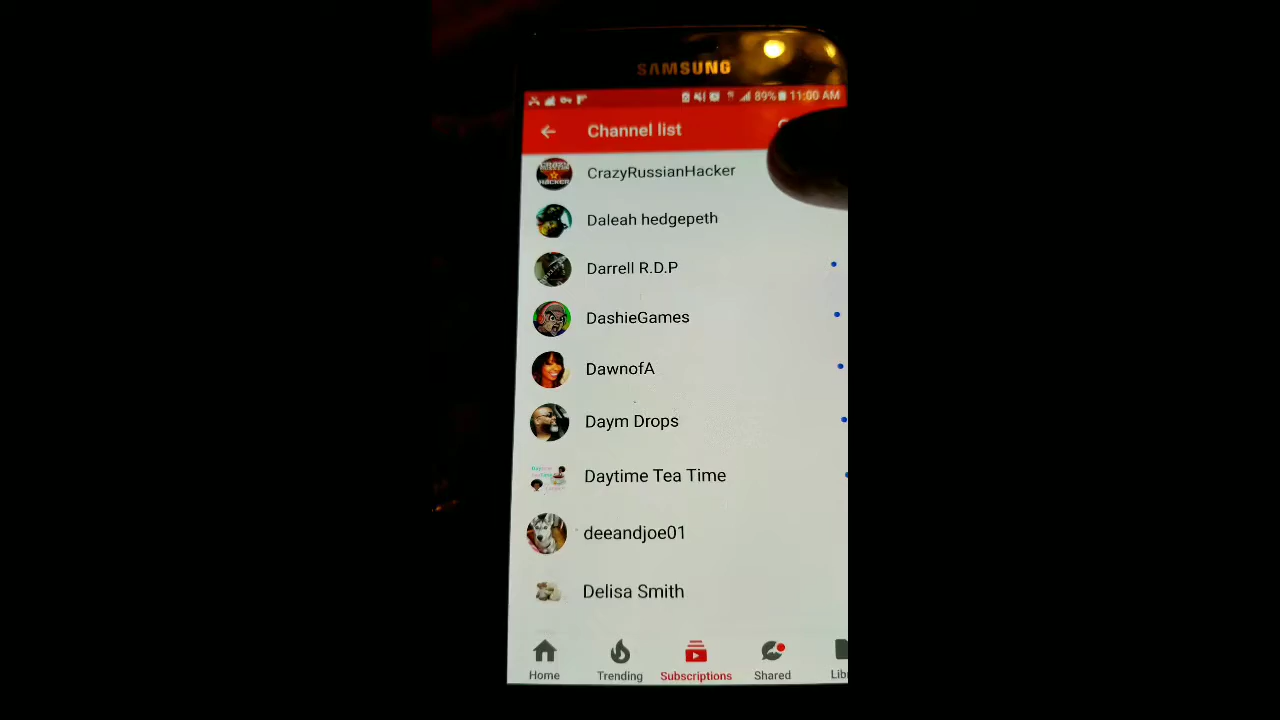 SAMSUNG
89% 11:00 AM
Channel list
CrazyRussianHacker
Daleah hedgepeth
Darrell R.D.P
DashieGames
DawnofA
Daym Drops
Daytime Tea Time
deeandjoe01
Delisa Smith
Home Trending Subscriptions Shared Lib